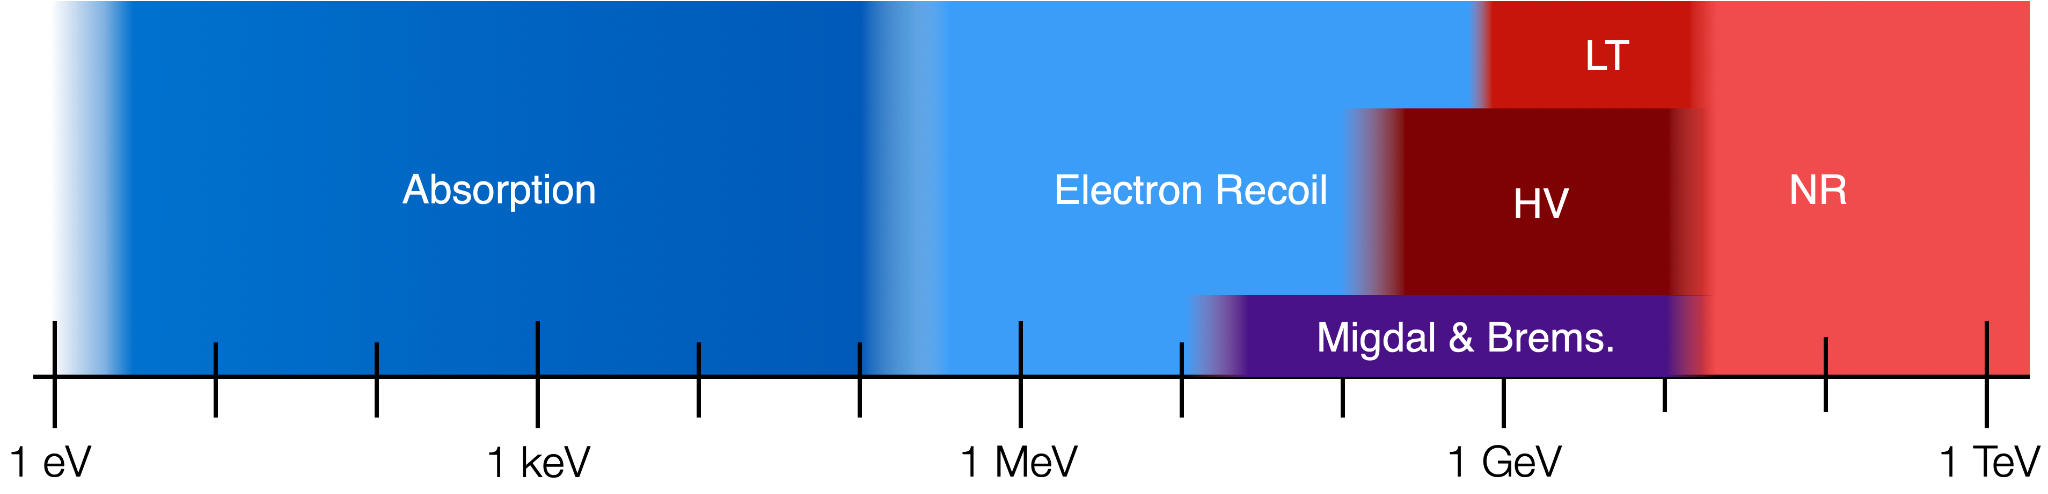 LT
Absorption
Electron Recoil
HV
NR
Migdal & Brems.
1 eV
1 keV
1 MeV
1 GeV
1 TeV